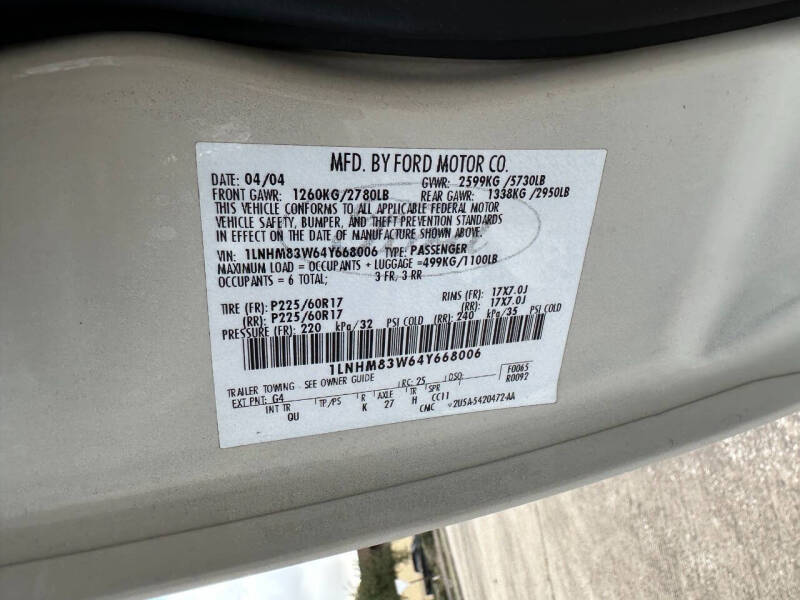 MFD. BY FORD MOTOR CO.
DATE: 04/04 GVWR: 2599KG /5730LB
FRONT GAWR: 1260KG/2780LB REAR GAWR: 1338KG /2950LB
THIS VEHICLE CONFORMS TO ALL APPLICABLE FEDERAL MOTOR
VEHICLE SAFETY, BUMPER, AND THEFT PREVENTION STANDARDS
IN EFFECT ON THE DATE OF MANUFACTURE SHOWN ABOVE.
VIN: 1LNHM83W64Y668006 TYPE: PASSENGER
MAXIMUM LOAD = OCCUPANTS + LUGGAGE =499KG/1100LB
OCCUPANTS = 6 TOTAL; 3 FR, 3 RR
TIRE (FR): P225/60R17 RIMS (FR): 17X7.0J
(RR): P225/60R17 (RR): 17X7.0J
PRESSURE (FR): 220 kPa/32 PSI COLD (RR): 240 kPa/35 PSI COLD
1LNHM83W64Y668006
TRAILER TOWING - SEE OWNER GUIDE F0065
EXT PNT: G4 RC: 25 DSO: R0092
INT TR TP/PS R AXLE TR SPR
QU K 27 H CC11
CMC 2U5A-5420472-AA